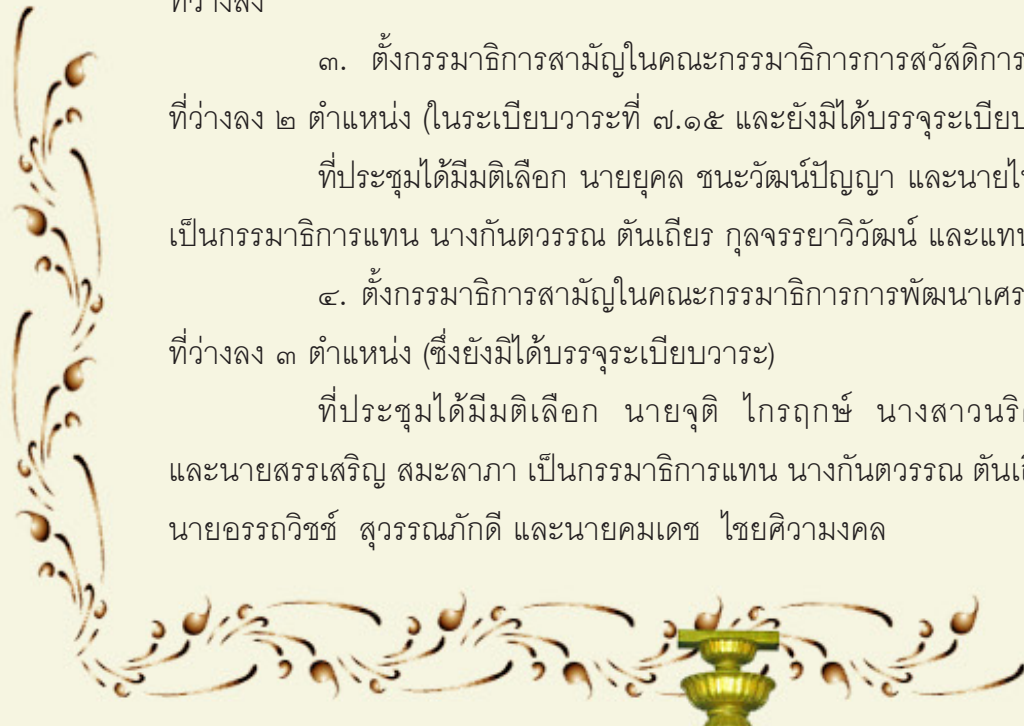 ที่ว่างลง
๓. ตั้งกรรมาธิการสามัญในคณะกรรมาธิการการสวัสดิการ
ที่ว่างลง ๒ ตำแหน่ง (ในระเบียบวาระที่ ๗.๑๕ และยังมิได้บรรจุระเบียบ
ที่ประชุมได้มีมติเลือก นายยุคล ชนะวัฒน์ปัญญา และนาย
เป็นกรรมาธิการแทน นางกันตวรรณ ตันเถียร กุลจรรยาวิวัฒน์ และแทน
๔. ตั้งกรรมาธิการสามัญในคณะกรรมาธิการการพัฒนาเศร
ที่ว่างลง ๓ ตำแหน่ง (ซึ่งยังมิได้บรรจุระเบียบวาระ)
ที่ประชุมได้มีมติเลือก นายจุติ ไกรฤกษ์ นางสาวนริ
และนายสรรเสริญ สมะลาภา เป็นกรรมาธิการแทน นางกันตวรรณ ตันเ
นายอรรถวิชช์ สุวรรณภักดี และนายคมเดช ไชยศิวามงคล